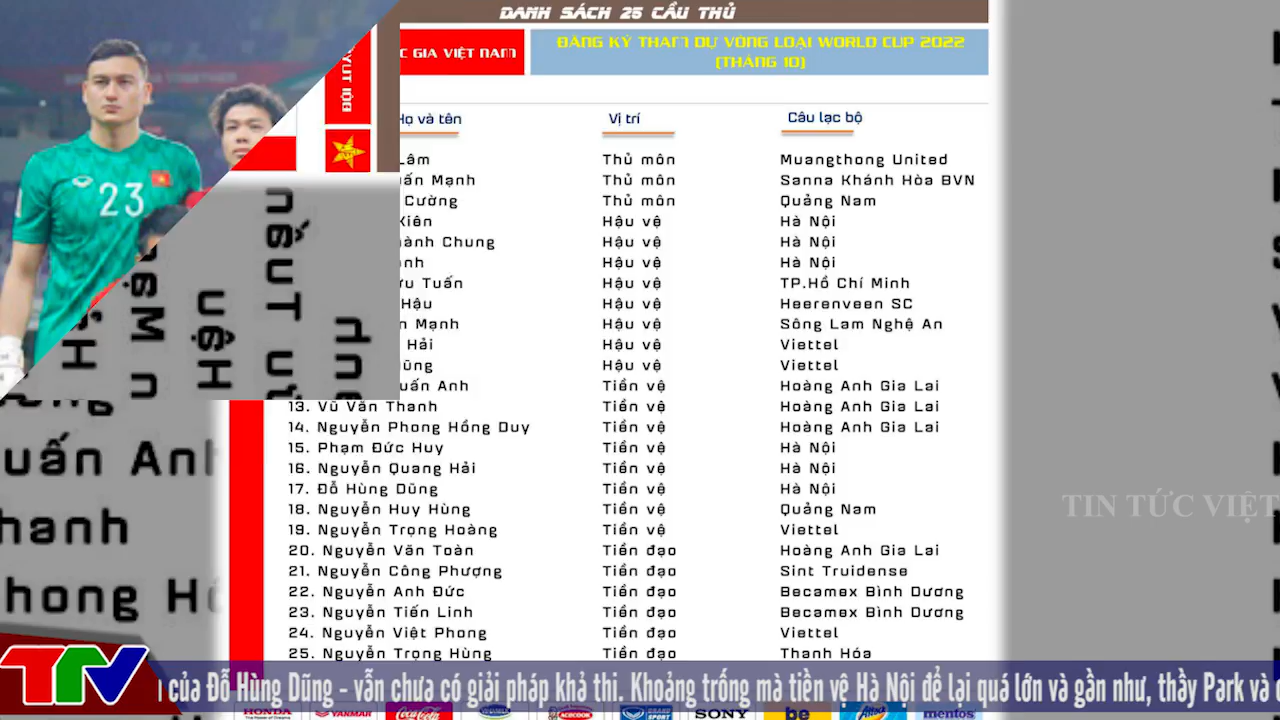 DANH SÁCH 25 CẦU THỦ
C GIA VIỆT NAM
ĐĂNG KÝ THAM DỰ VÒNG LOẠI WORLD CUP 2022
(THÁNG 10)
Họ và tên Vị trí Câu lạc bộ
Lâm Thủ môn Muangthong United
uấn Mạnh Thủ môn Sanna Khánh Hòa BVN
Cường Thủ môn Quảng Nam
Kiên Hậu vệ Hà Nội
hành Chung Hậu vệ Hà Nội
Hậu vệ Hà Nội
ữu Tuấn Hậu vệ TP.Hồ Chí Minh
Hậu Hậu vệ Heerenveen SC
n Mạnh Hậu vệ Sông Lam Nghệ An
Hải Hậu vệ Viettel
ũng Hậu vệ Viettel
uấn Anh Tiền vệ Hoàng Anh Gia Lai
13. Vũ Văn Thanh Tiền vệ Hoàng Anh Gia Lai
14. Nguyễn Phong Hồng Duy Tiền vệ Hoàng Anh Gia Lai
15. Phạm Đức Huy Tiền vệ Hà Nội
16. Nguyễn Quang Hải Tiền vệ Hà Nội
17. Đỗ Hùng Dũng Tiền vệ Hà Nội
18. Nguyễn Huy Hùng Tiền vệ Quảng Nam
19. Nguyễn Trọng Hoàng Tiền vệ Viettel
20. Nguyễn Văn Toàn Tiền đạo Hoàng Anh Gia Lai
21. Nguyễn Công Phượng Tiền đạo Sint Truidense
22. Nguyễn Anh Đức Tiền đạo Becamex Bình Dương
23. Nguyễn Tiến Linh Tiền đạo Becamex Bình Dương
24. Nguyễn Việt Phong Tiền đạo Viettel
25. Nguyễn Trọng Hùng Tiền đạo Thanh Hóa
23
uấn Anh
hanh
hong Hồ
TIN TỨC VIỆT
TTV
của Đỗ Hùng Dũng - vẫn chưa có giải pháp khả thi. Khoảng trống mà tiền vệ Hà Nội để lại quá lớn và gần như, thầy Park và
HONDA YANMAR Coca-Cola ACECOOK GRAND SPORT SONY be Attack mentos